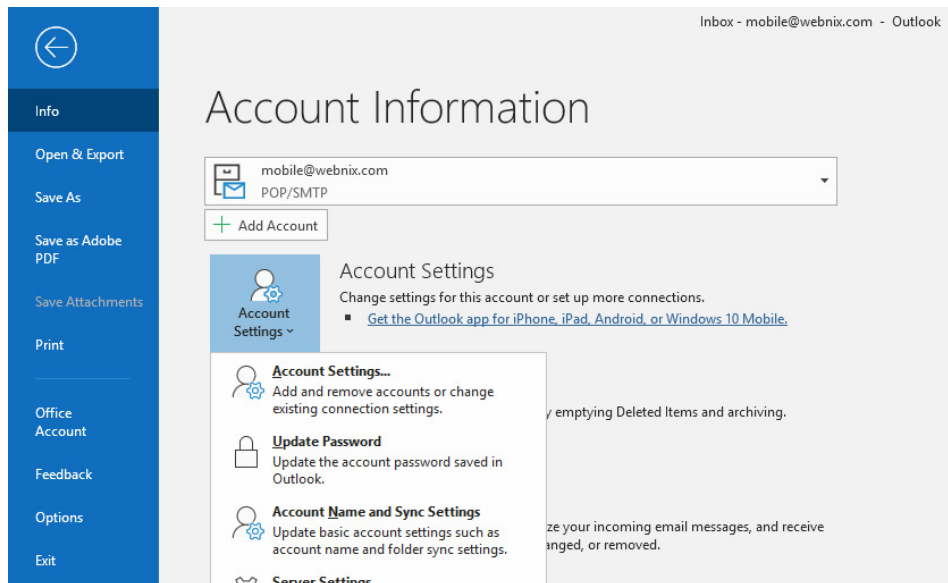 Inbox - mobile@webnix.com - Outlook
Info
Open & Export
Save As
Save as Adobe
PDF
Save Attachments
Print
Office
Account
Feedback
Options
Exit
Account Information
mobile@webnix.com
POP/SMTP
Add Account
Account
Settings
Account Settings
Change settings for this account or set up more connections.
Get the Outlook app for iPhone, iPad, Android, or Windows 10 Mobile.
Account Settings...
Add and remove accounts or change
existing connection settings.
y emptying Deleted Items and archiving.
Update Password
Update the account password saved in
Outlook.
Account Name and Sync Settings
Update basic account settings such as
account name and folder sync settings.
ze your incoming email messages, and receive
anged, or removed.
Server Settings